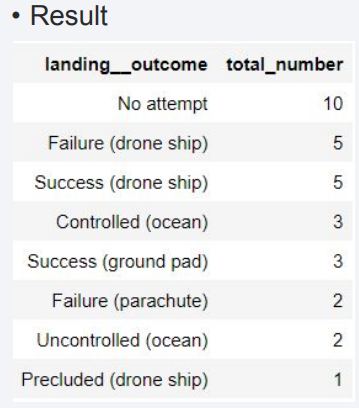 • Result
landing__outcome total_number
No attempt 10
Failure (drone ship) 5
Success (drone ship) 5
Controlled (ocean) 3
Success (ground pad) 3
Failure (parachute) 2
Uncontrolled (ocean) 2
Precluded (drone ship) 1